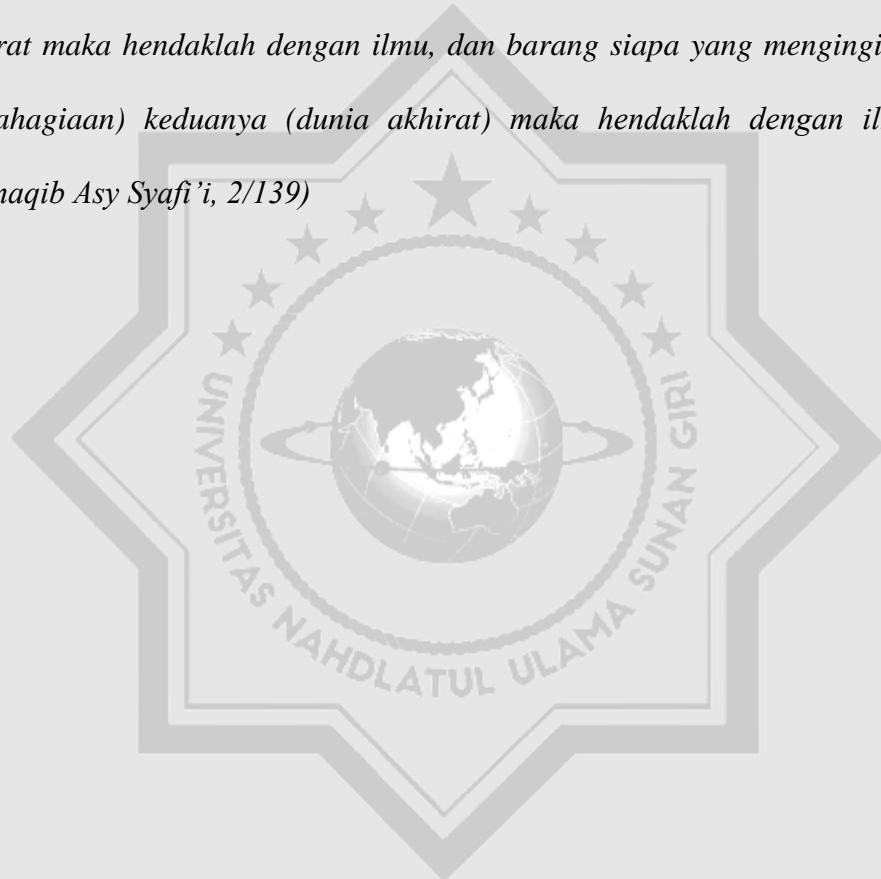 rat maka hendaklah dengan ilmu, dan barang siapa yang mengingi
ahagiaan) keduanya (dunia akhirat) maka hendaklah dengan il
naqib Asy Syafi’i, 2/139)
UNIVERSITAS NAHDLATUL ULAMA SUNAN GIRI